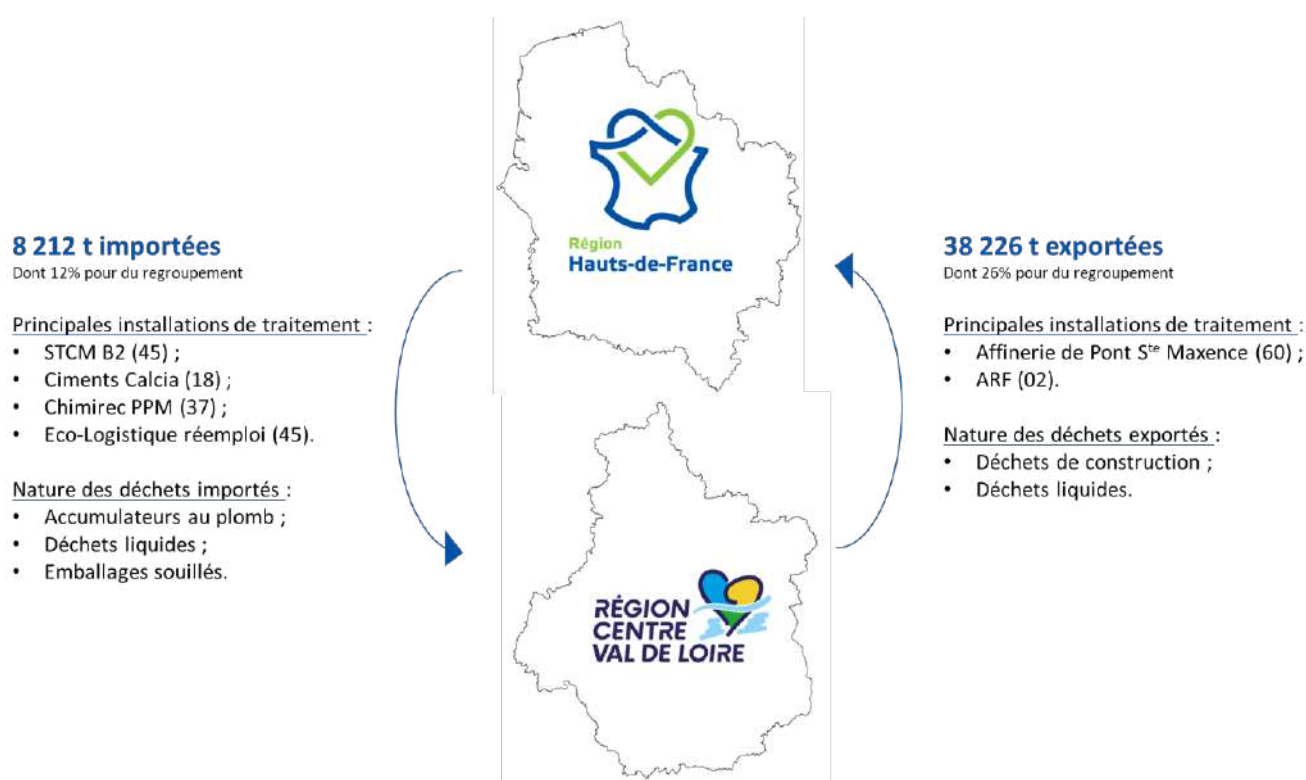 8 212 t importées
Dont 12% pour du regroupement
Principales installations de traitement :
• STCM B2 (45) ;
• Ciments Calcia (18) ;
• Chimirec PPM (37) ;
• Eco-Logistique réemploi (45).
Nature des déchets importés :
• Accumulateurs au plomb ;
• Déchets liquides ;
• Emballages souillés.
Région
Hauts-de-France
RÉGION
CENTRE
VAL DE LOIRE
38 226 t exportées
Dont 26% pour du regroupement
Principales installations de traitement :
• Affinerie de Pont Ste Maxence (60) ;
• ARF (02).
Nature des déchets exportés :
• Déchets de construction ;
• Déchets liquides.